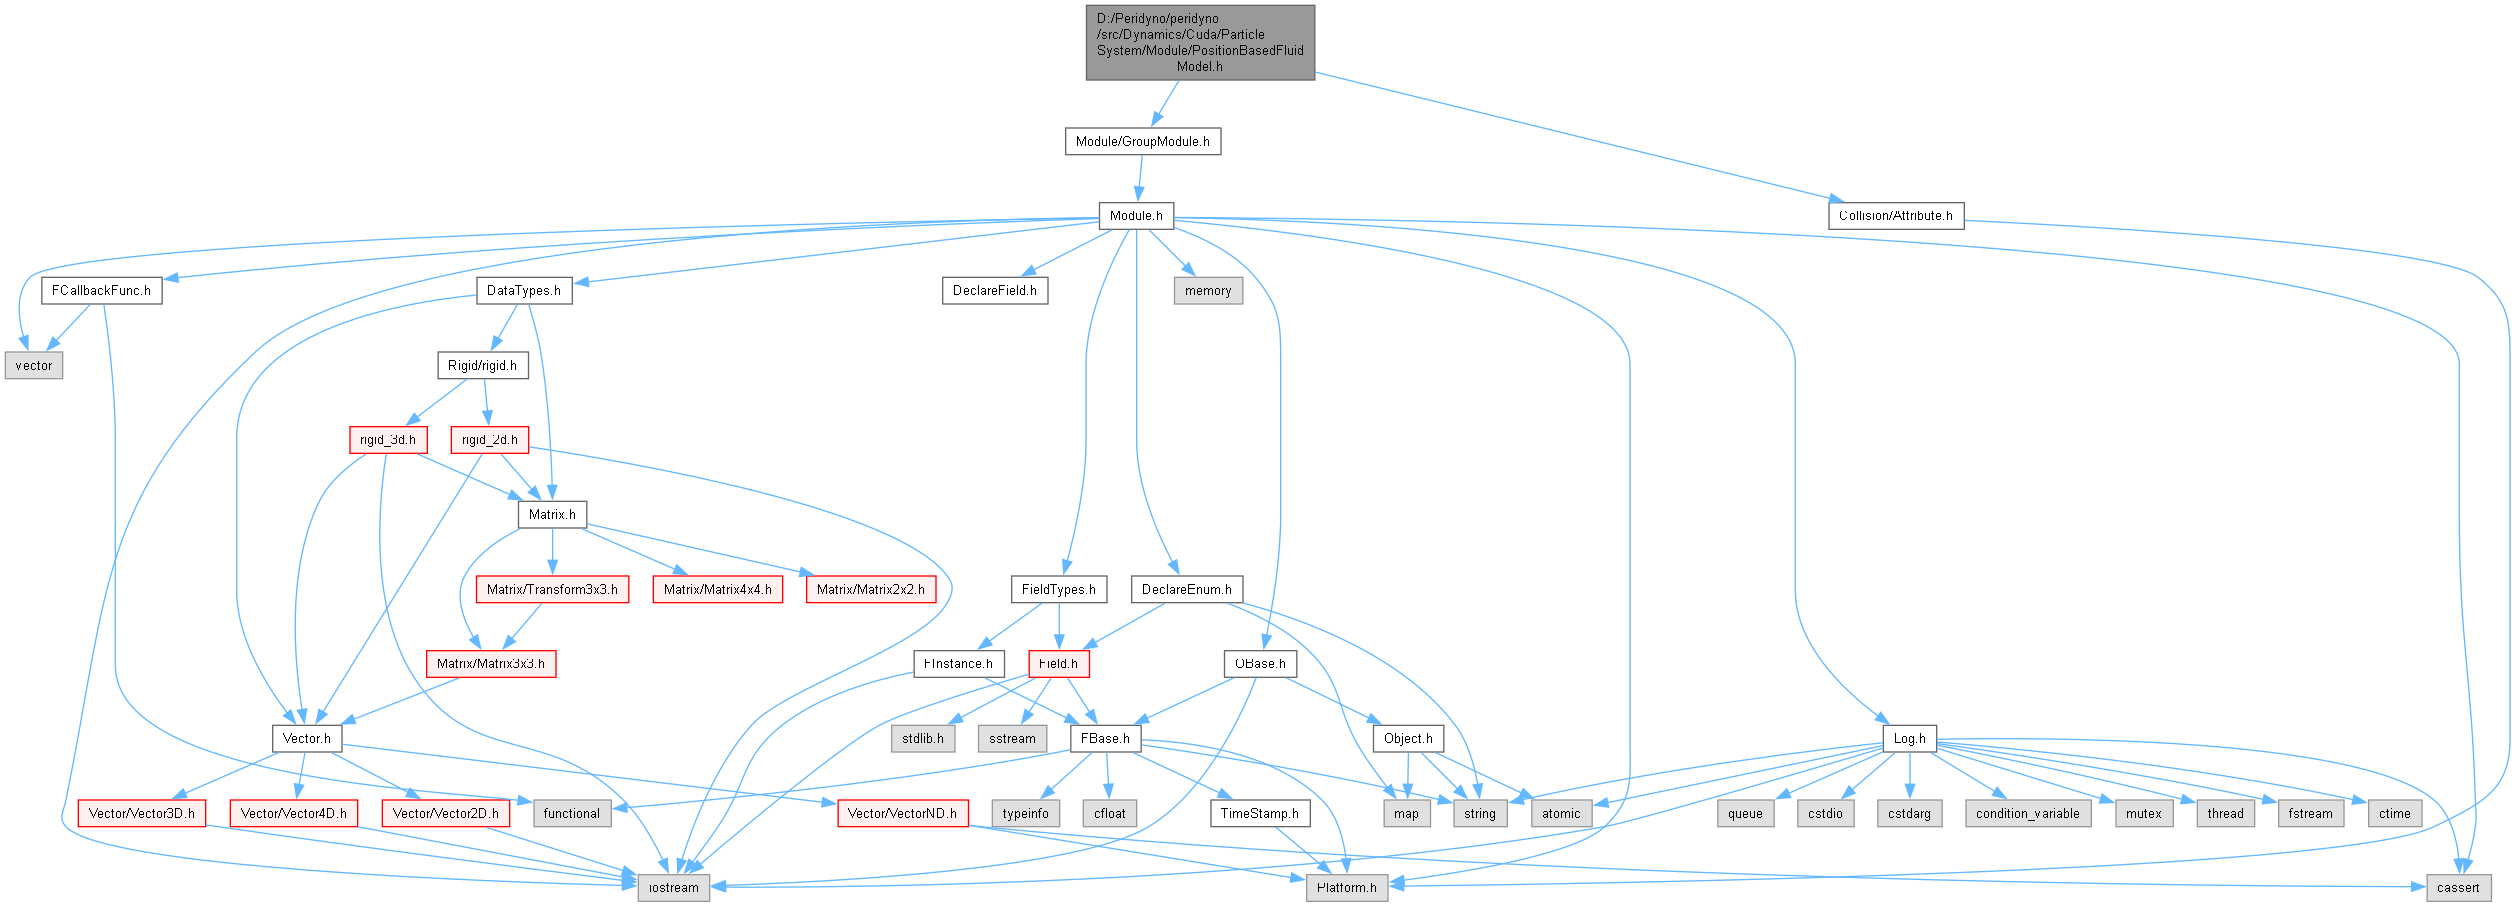 D:/Peridyno/peridyno
/src/Dynamics/Cuda/Particle
System/Module/PositionBasedFluid
Model.h
Module/GroupModule.h
Module.h
Collision/Attribute.h
FCallbackFunc.h
DataTypes.h
DeclareField.h
memory
vector
Rigid/rigid.h
rigid_3d.h
rigid_2d.h
Matrix.h
Matrix/Transform3x3.h
Matrix/Matrix4x4.h
Matrix/Matrix2x2.h
FieldTypes.h
DeclareEnum.h
Matrix/Matrix3x3.h
FInstance.h
Field.h
OBase.h
Vector.h
stdlib.h
sstream
FBase.h
Object.h
Log.h
Vector/Vector3D.h
Vector/Vector4D.h
Vector/Vector2D.h
functional
Vector/VectorND.h
typeinfo
cfloat
TimeStamp.h
map
string
atomic
queue
cstdio
cstdarg
condition_variable
mutex
thread
fstream
ctime
iostream
Platform.h
cassert